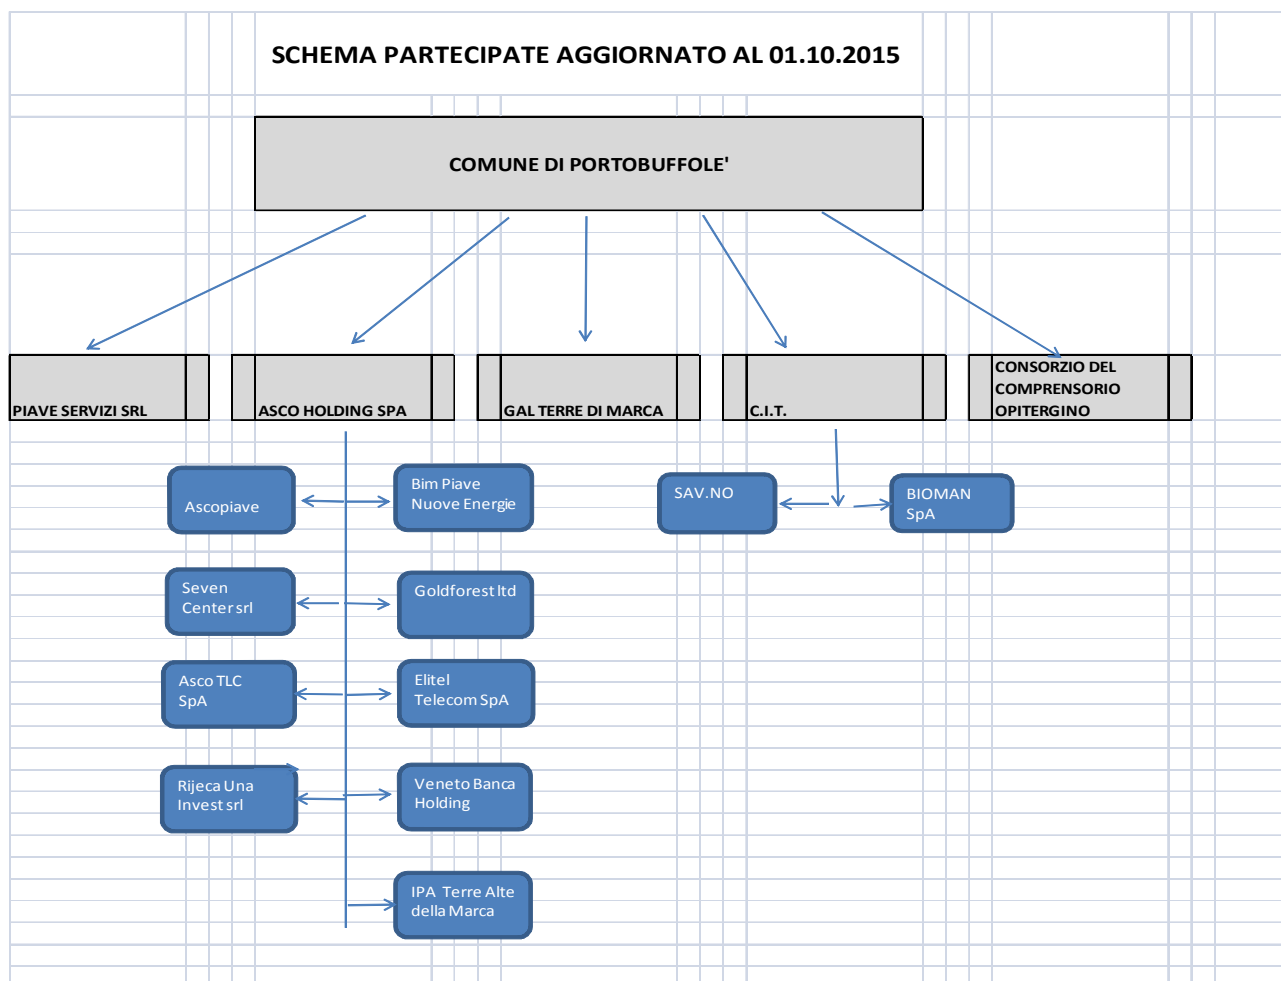 SCHEMA PARTECIPATE AGGIORNATO AL 01.10.2015
COMUNE DI PORTOBUFFOLE'
PIAVE SERVIZI SRL
ASCO HOLDING SPA
GAL TERRE DI MARCA
C.I.T.
CONSORZIO DEL
COMPRENSORIO
OPITERGINO
Ascopiave
Bim Piave
Nuove Energie
SAV.NO
BIOMAN
SpA
Seven
Center srl
Goldforest ltd
Asco TLC
SpA
Elitel
Telecom SpA
Rijeca Una
Invest srl
Veneto Banca
Holding
IPA Terre Alte
della Marca